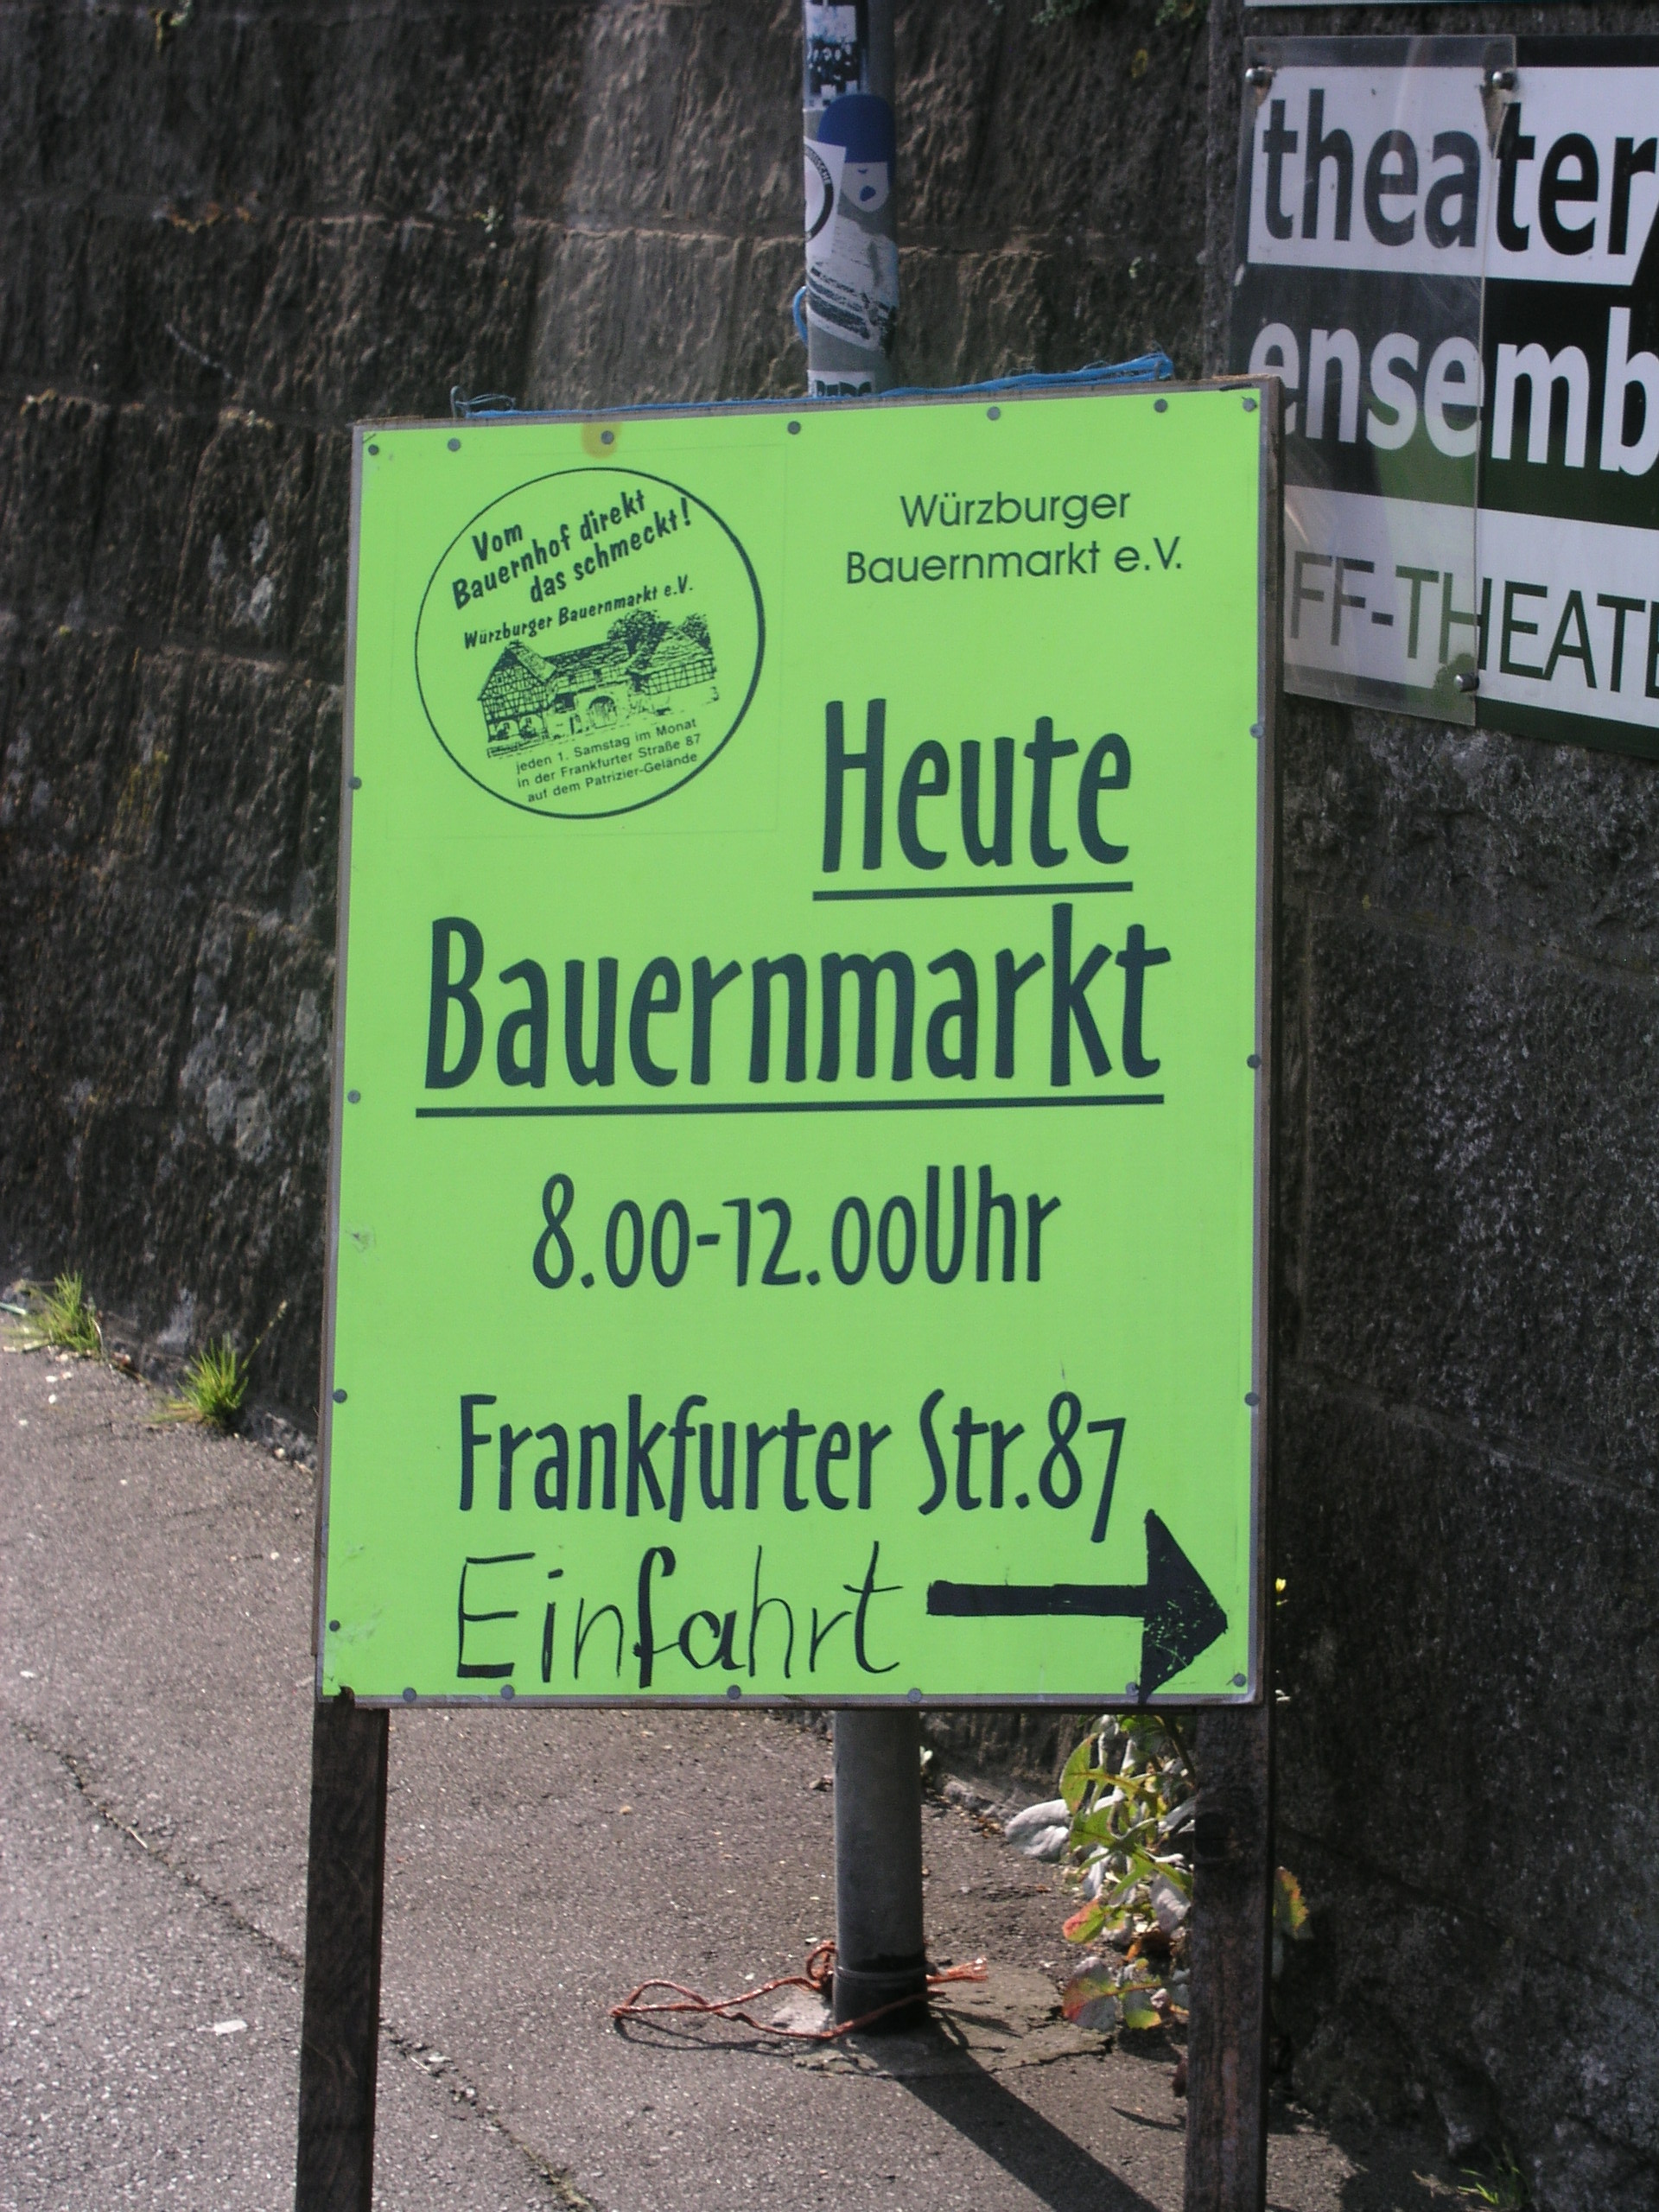 Vom
Bauernhof direkt
das schmeckt!
Würzburger Bauernmarkt e.V.
jeden 1. Samstag im Monat
in der Frankfurter Straße 87
auf dem Patrizier-Gelände
Würzburger
Bauernmarkt e.V.
Heute
Bauernmarkt
8.00-12.00Uhr
Frankfurter Str.87
Einfahrt
theater
ensemb
FF-THEATE